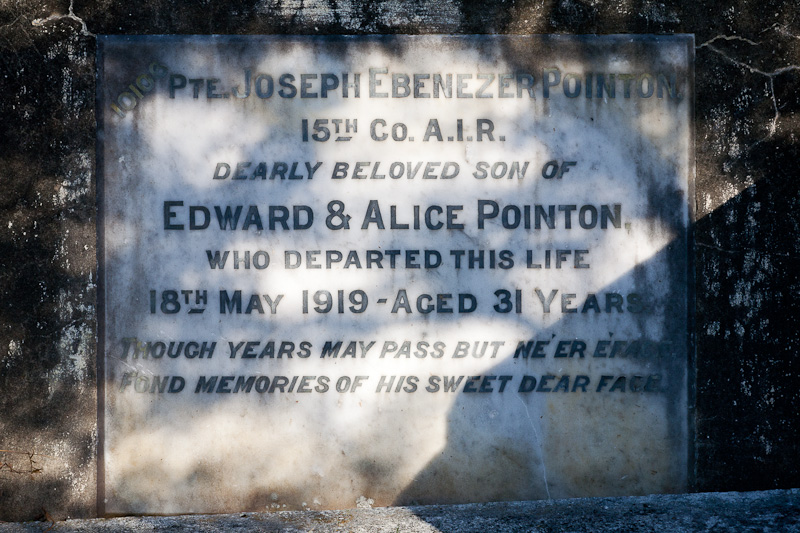 PTE. JOSEPH EBENEZER POINTON.
15TH CO. A.I.R.
DEARLY BELOVED SON OF
EDWARD & ALICE POINTON,
WHO DEPARTED THIS LIFE
18TH MAY 1919 - AGED 31 YEARS.
THOUGH YEARS MAY PASS BUT NE'ER EFACE
FOND MEMORIES OF HIS SWEET DEAR FACE.